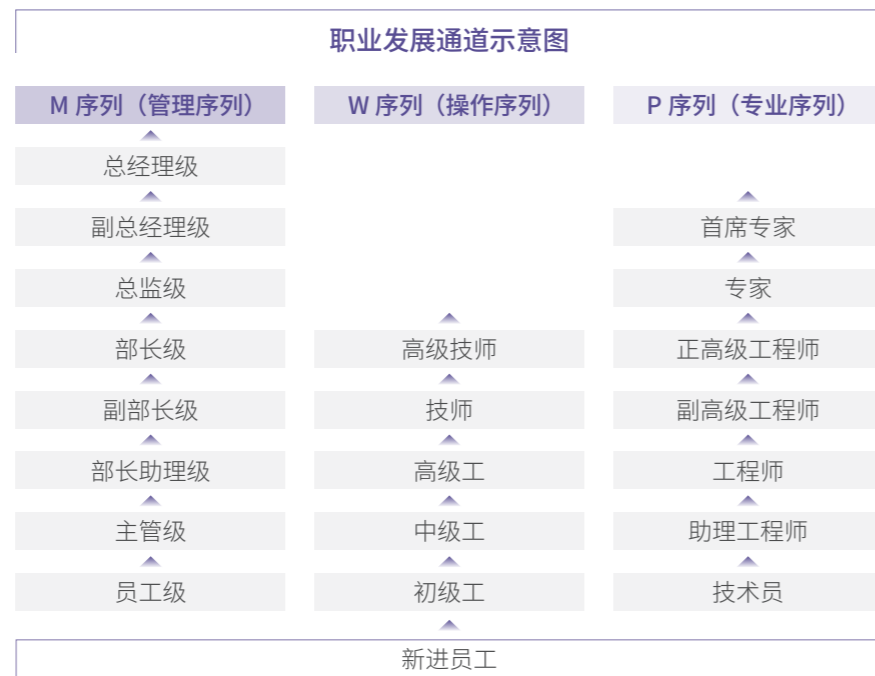 职业发展通道示意图
M 序列（管理序列）
W 序列（操作序列）
P 序列（专业序列）
总经理级
副总经理级
首席专家
总监级
专家
部长级
高级技师
正高级工程师
副部长级
技师
副高级工程师
部长助理级
高级工
工程师
主管级
中级工
助理工程师
员工级
初级工
技术员
新进员工